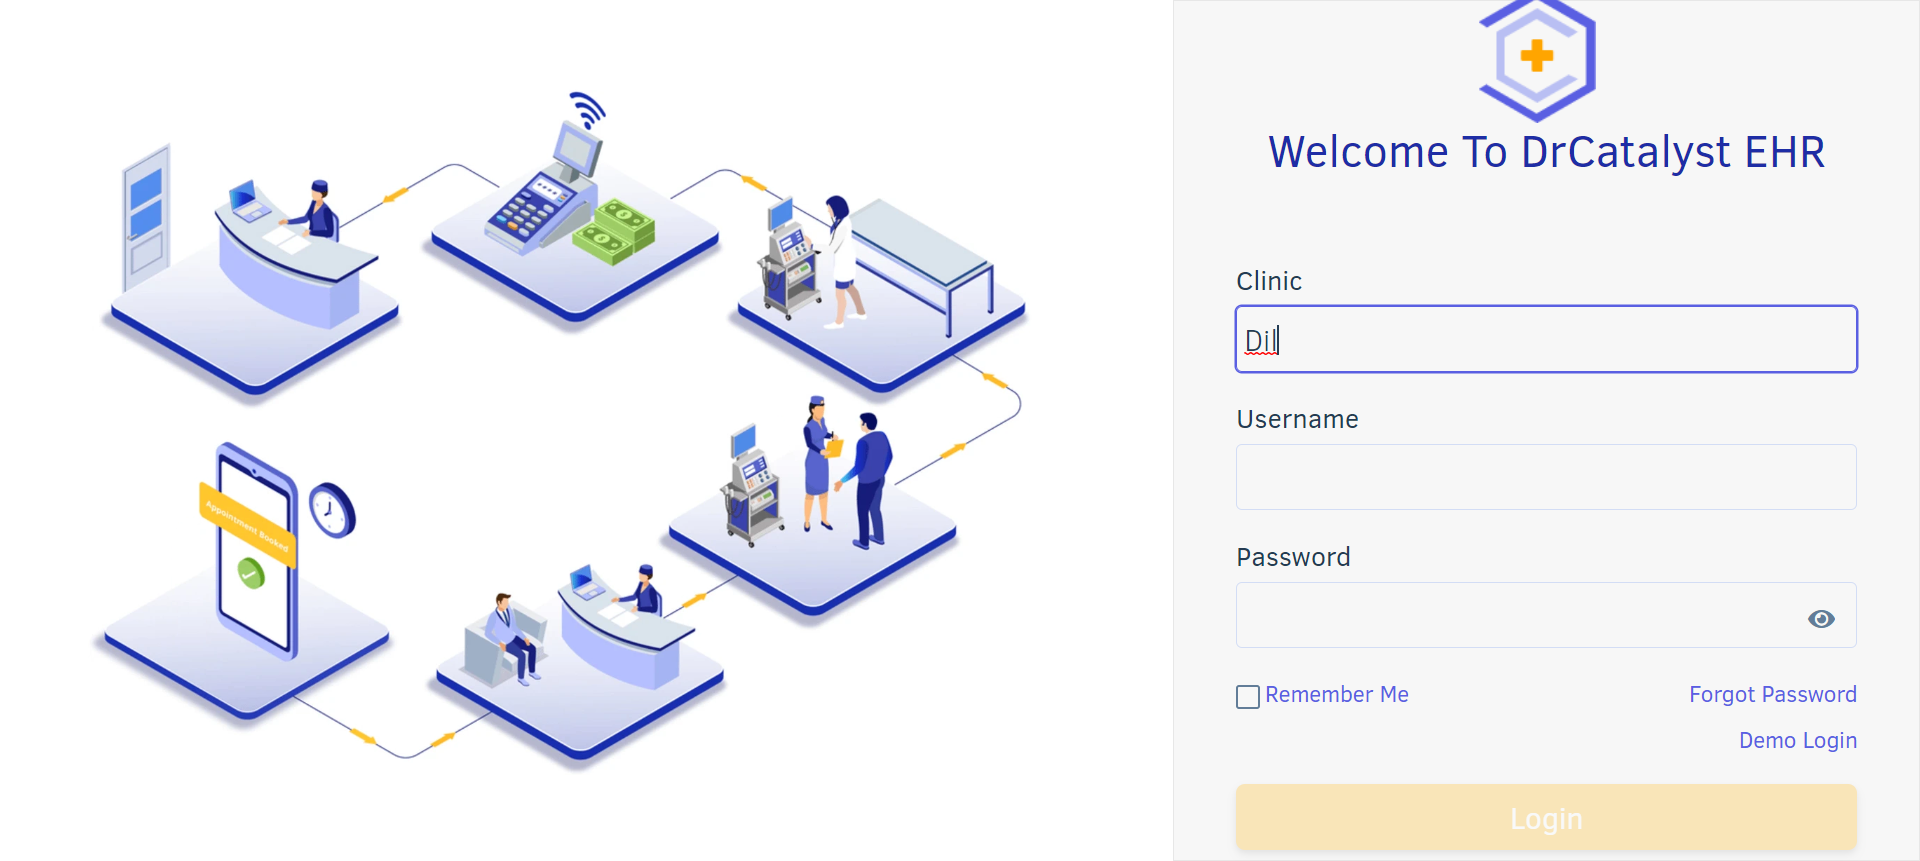 Appointment Booked
Welcome To DrCatalyst EHR
Clinic
Dil
Username
Password
Remember Me
Forgot Password
Demo Login
Login